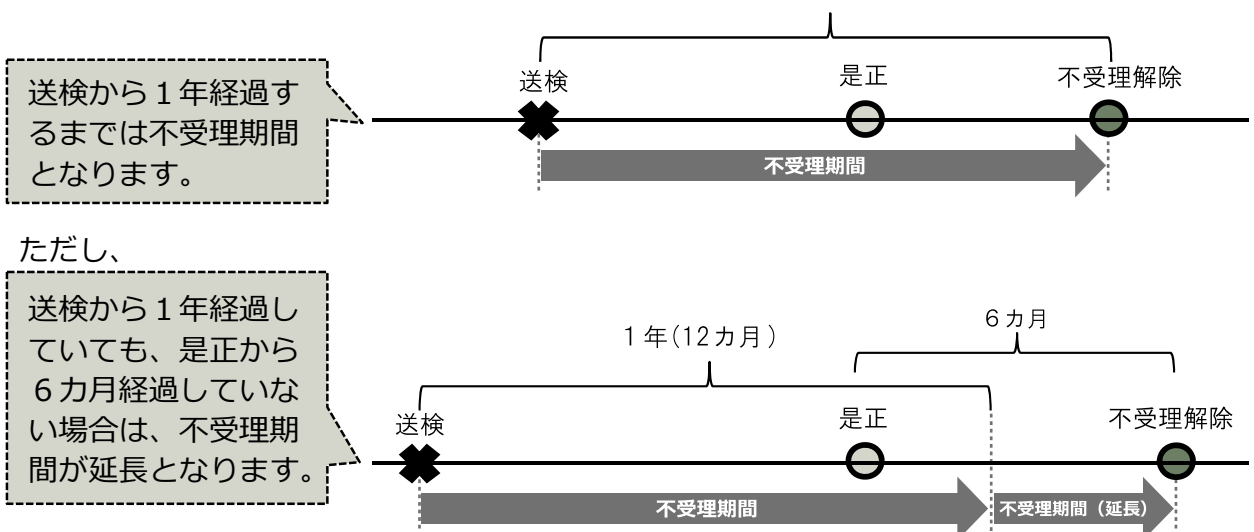 送検から１年経過す
るまでは不受理期間
となります。
送検
是正
不受理解除
不受理期間
ただし、
送検から１年経過し
ていても、是正から
６カ月経過していな
い場合は、不受理期
間が延長となります。
１年(12カ月)
６カ月
送検
是正
不受理解除
不受理期間
不受理期間（延長）